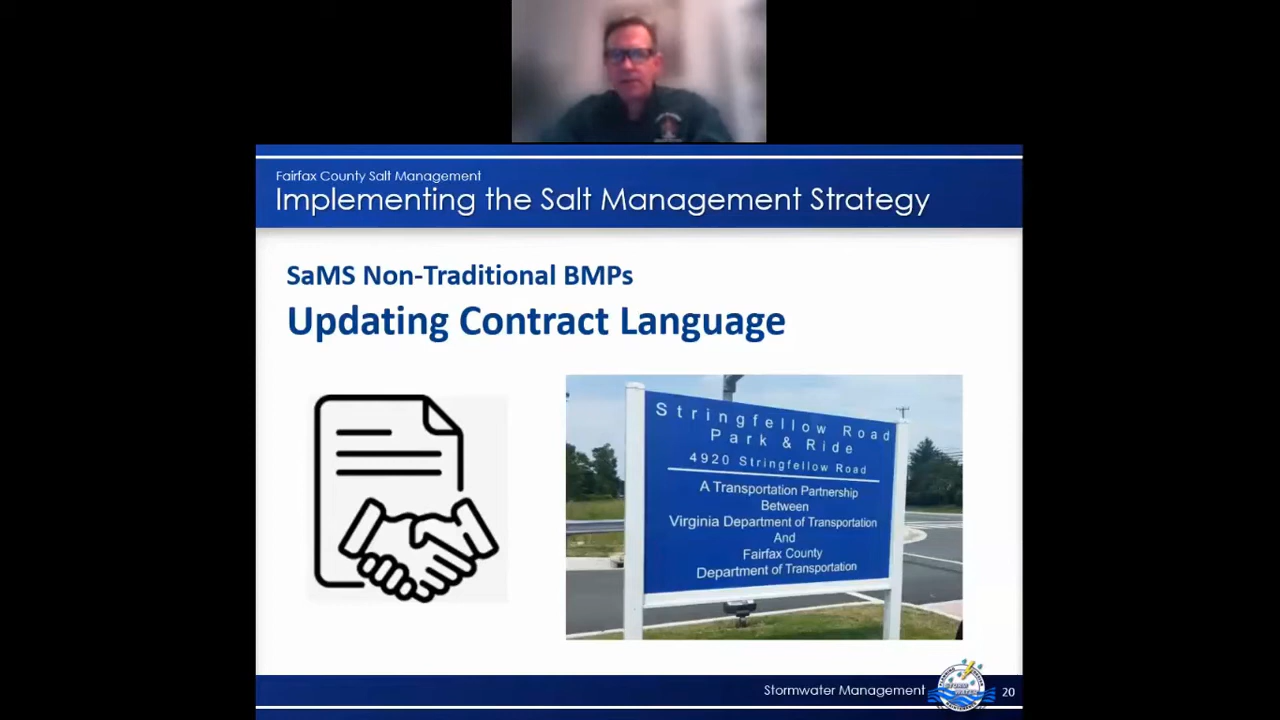 Fairfax County Salt Management
Implementing the Salt Management Strategy
SaMS Non-Traditional BMPs
Updating Contract Language
Stringfellow Road
Park & Ride
4920 Stringfellow Road
A Transportation Partnership
Between
Virginia Department of Transportation
And
Fairfax County
Department of Transportation
Stormwater Management
20